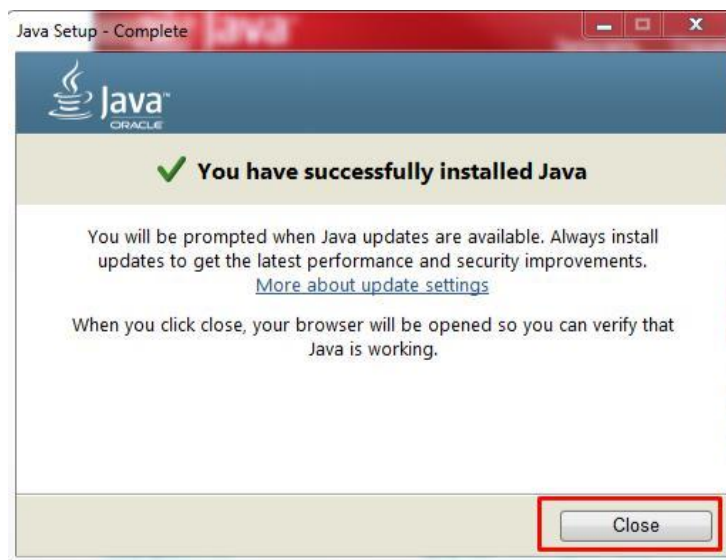 Java Setup - Complete
Java™
ORACLE
You have successfully installed Java
You will be prompted when Java updates are available. Always install
updates to get the latest performance and security improvements.
More about update settings
When you click close, your browser will be opened so you can verify that
Java is working.
Close